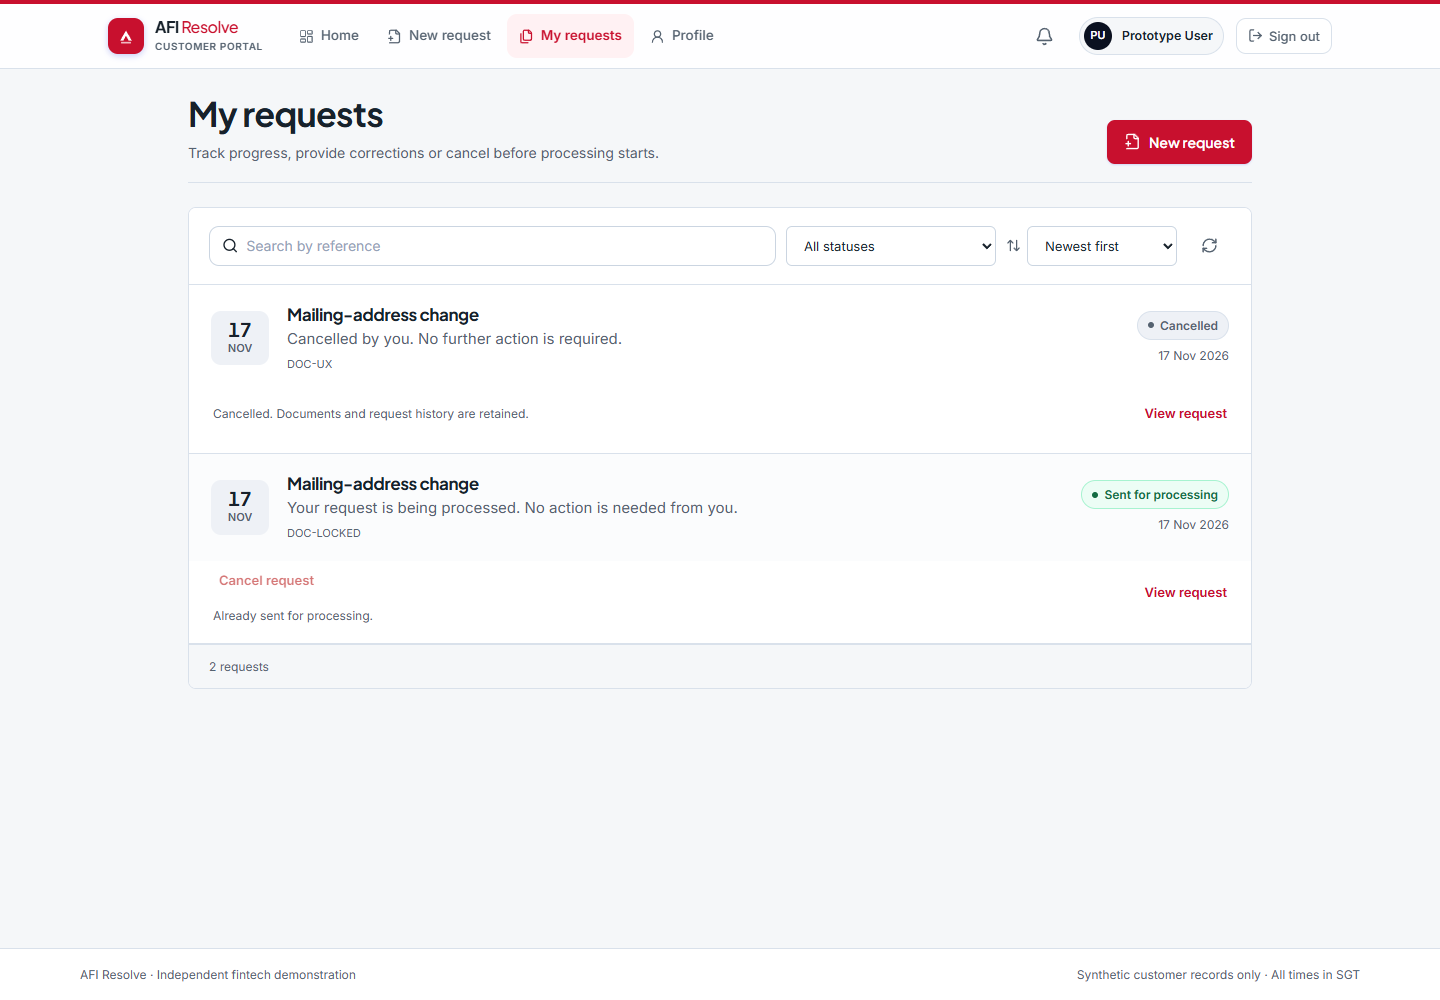 AFI Resolve
CUSTOMER PORTAL
Home
New request
My requests
Profile
PU
Prototype User
Sign out
My requests
Track progress, provide corrections or cancel before processing starts.
New request
Search by reference
All statuses
Newest first
17
NOV
Mailing-address change
Cancelled by you. No further action is required.
DOC-UX
Cancelled
17 Nov 2026
Cancelled. Documents and request history are retained.
View request
17
NOV
Mailing-address change
Your request is being processed. No action is needed from you.
DOC-LOCKED
Sent for processing
17 Nov 2026
Cancel request
Already sent for processing.
View request
2 requests
AFI Resolve · Independent fintech demonstration
Synthetic customer records only · All times in SGT